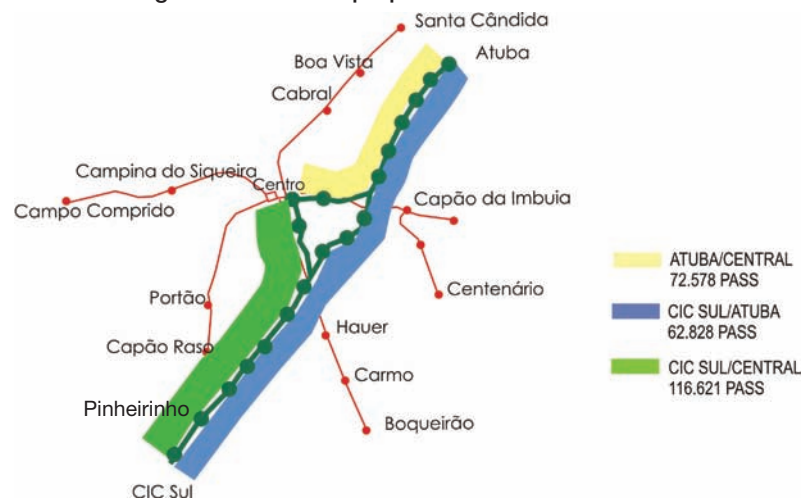 Santa Cândida
Atuba
Boa Vista
Cabral
Campina do Siqueira
Centro
Campo Comprido
Capão da Imbuia
Centenário
Portão
Hauer
Capão Raso
Carmo
Pinheirinho
Boqueirão
CIC Sul
ATUBA/CENTRAL
72.578 PASS
CIC SUL/ATUBA
62.828 PASS
CIC SUL/CENTRAL
116.621 PASS